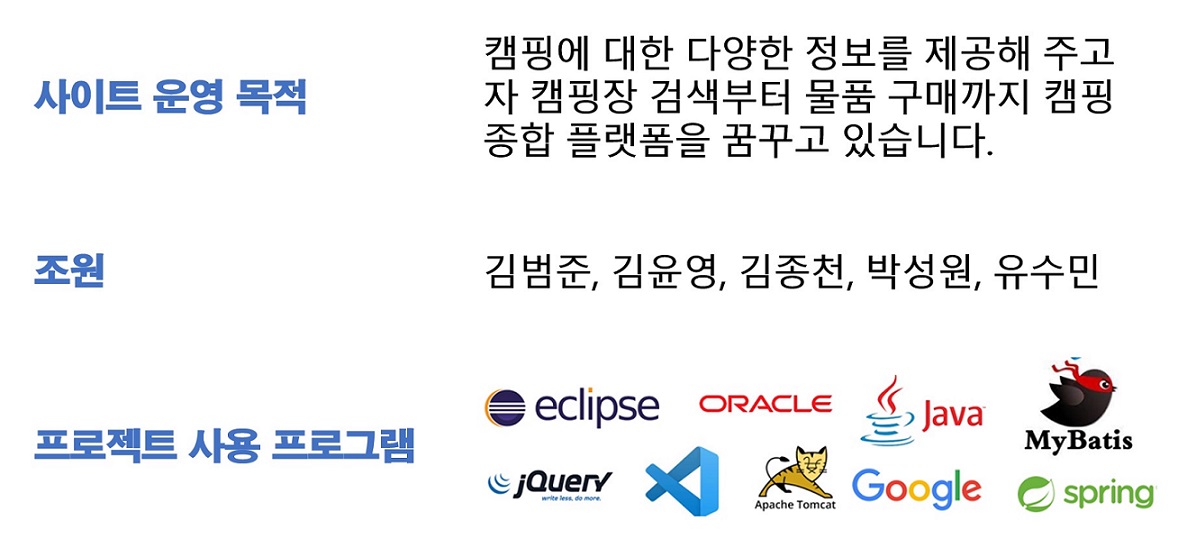 사이트 운영 목적
캠핑에 대한 다양한 정보를 제공해 주고
자 캠핑장 검색부터 물품 구매까지 캠핑
종합 플랫폼을 꿈꾸고 있습니다.
조원
김범준, 김윤영, 김종천, 박성원, 유수민
프로젝트 사용 프로그램
eclipse
ORACLE
Java
MyBatis
jQuery
write less, do more.
Apache Tomcat
Google
spring